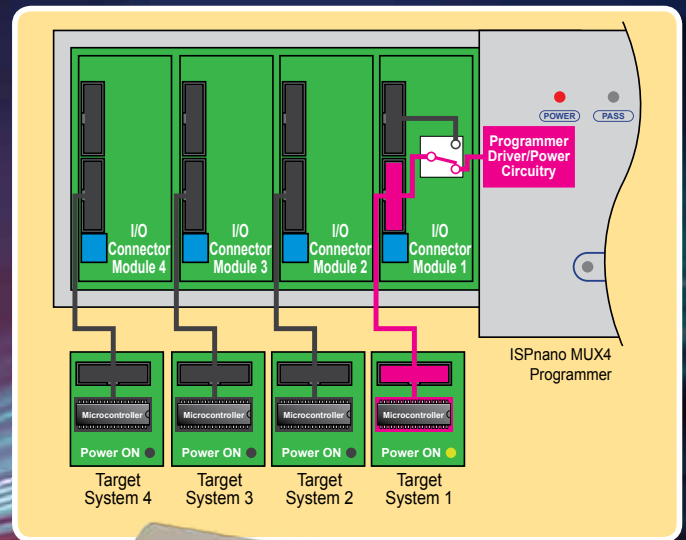 POWER
PASS
Programmer
Driver/Power
Circuitry
I/O
Connector
Module 4
I/O
Connector
Module 3
I/O
Connector
Module 2
I/O
Connector
Module 1
ISPnano MUX4
Programmer
Microcontroller
Microcontroller
Microcontroller
Microcontroller
Power ON
Power ON
Power ON
Power ON
Target
System 4
Target
System 3
Target
System 2
Target
System 1